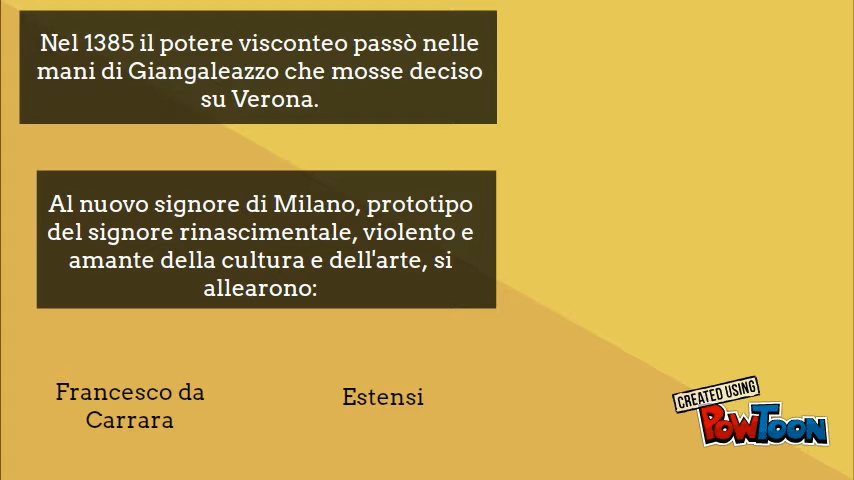 Nel 1385 il potere visconteo passò nelle
mani di Giangaleazzo che mosse deciso
su Verona.
Al nuovo signore di Milano, prototipo
del signore rinascimentale, violento e
amante della cultura e dell'arte, si
allearono:
Francesco da
Carrara
Estensi
CREATED USING
POWTOON